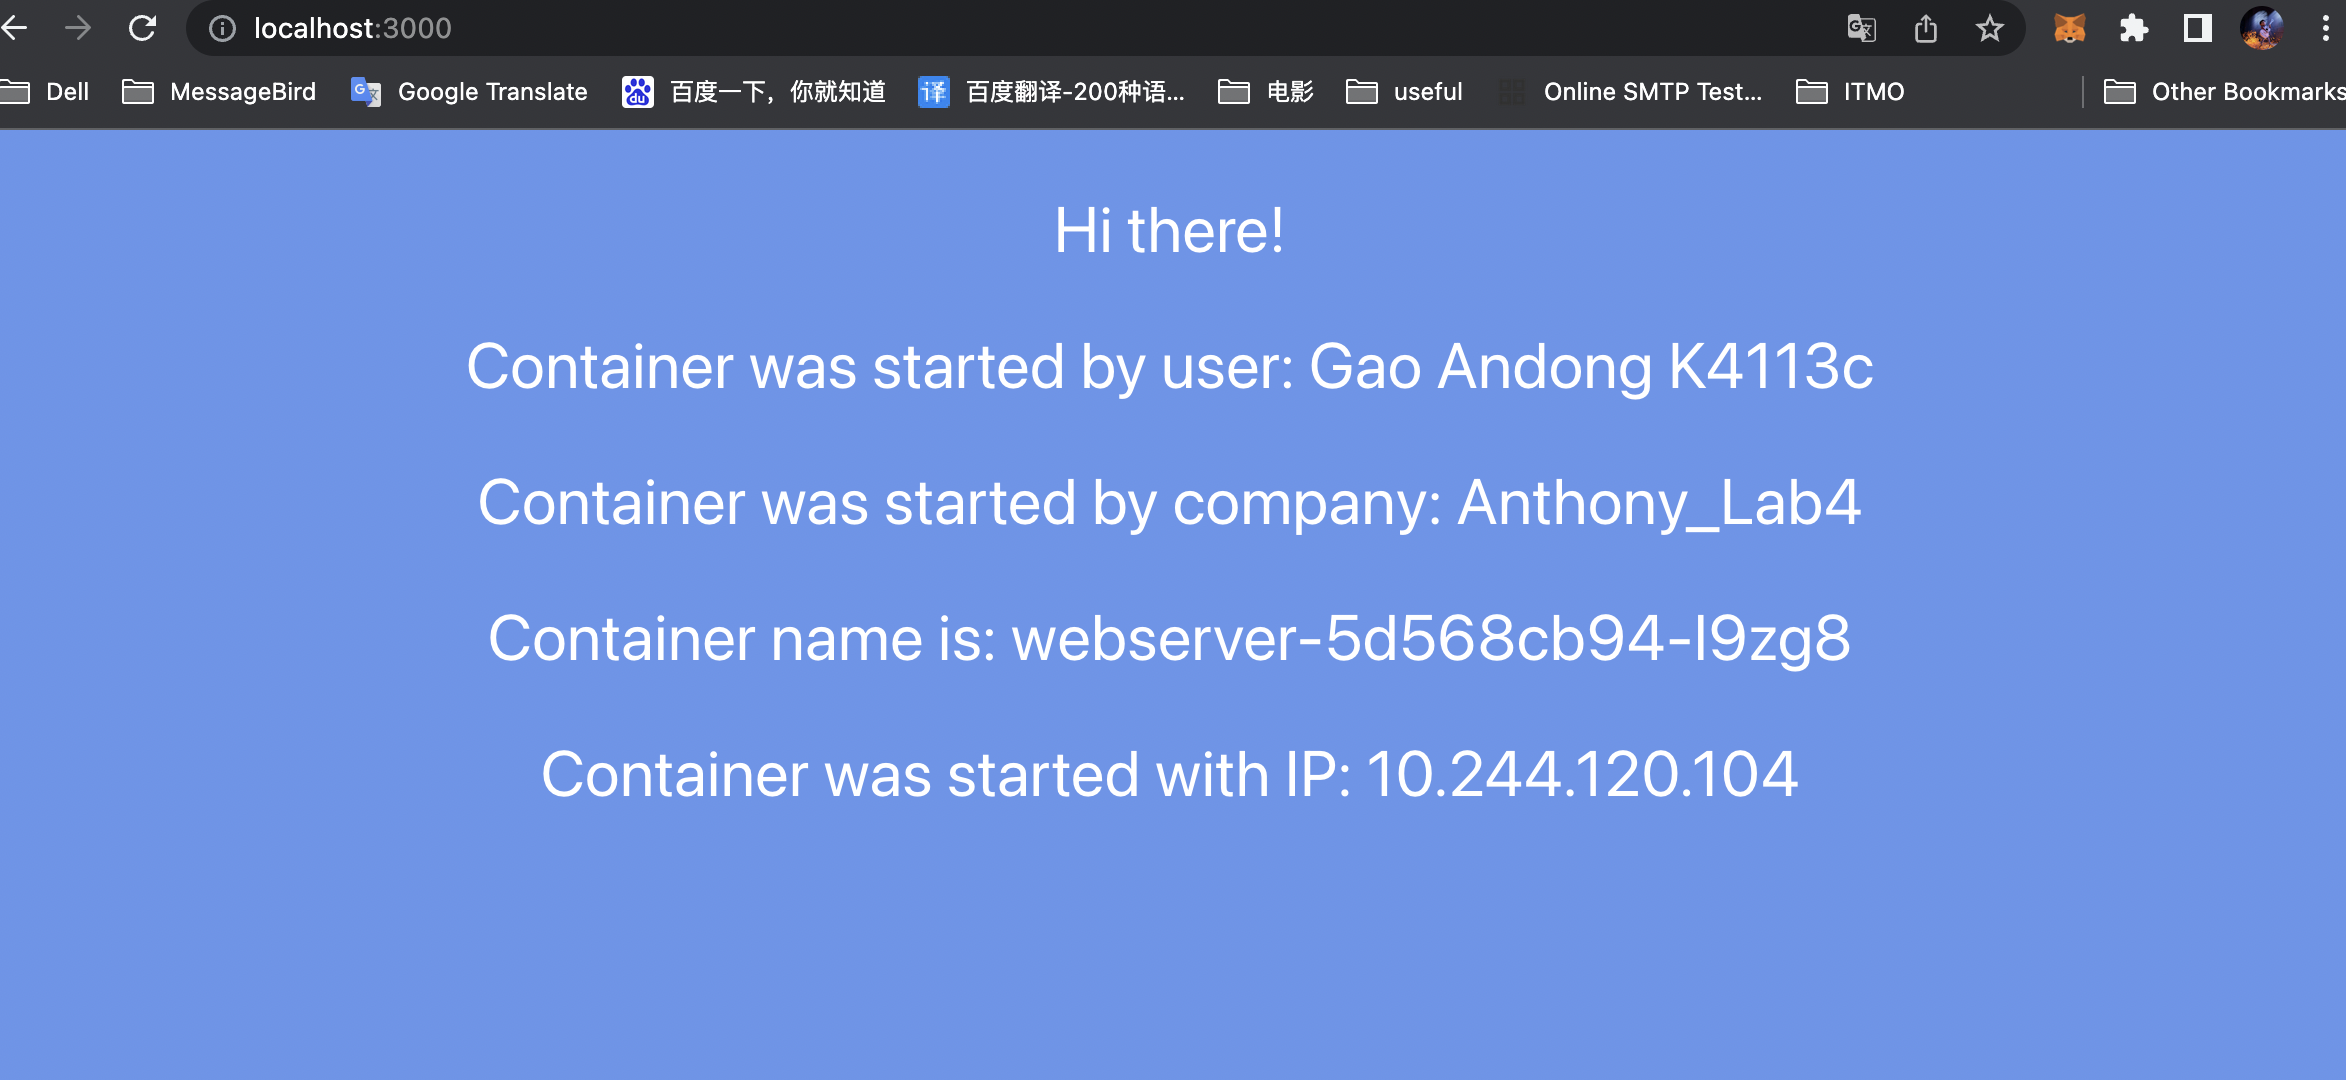 localhost:3000
Dell MessageBird Google Translate 百度一下，你就知道 百度翻译-200种语... 电影 useful Online SMTP Test... ITMO Other Bookmarks
Hi there!
Container was started by user: Gao Andong K4113c
Container was started by company: Anthony_Lab4
Container name is: webserver-5d568cb94-l9zg8
Container was started with IP: 10.244.120.104